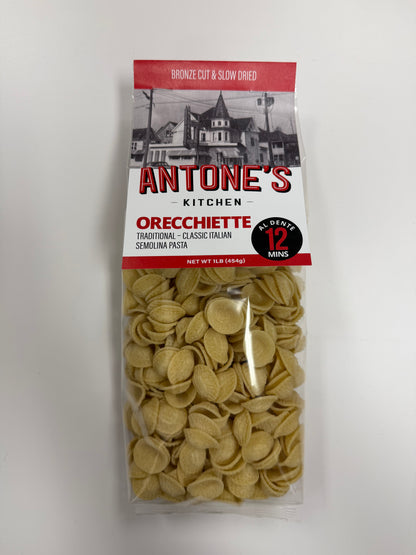 BRONZE CUT & SLOW DRIED
ANTONE'S
KITCHEN
ORECCHIETTE
TRADITIONAL – CLASSIC ITALIAN
SEMOLINA PASTA
AL DENTE
12
MINS
NET WT 1LB (454g)